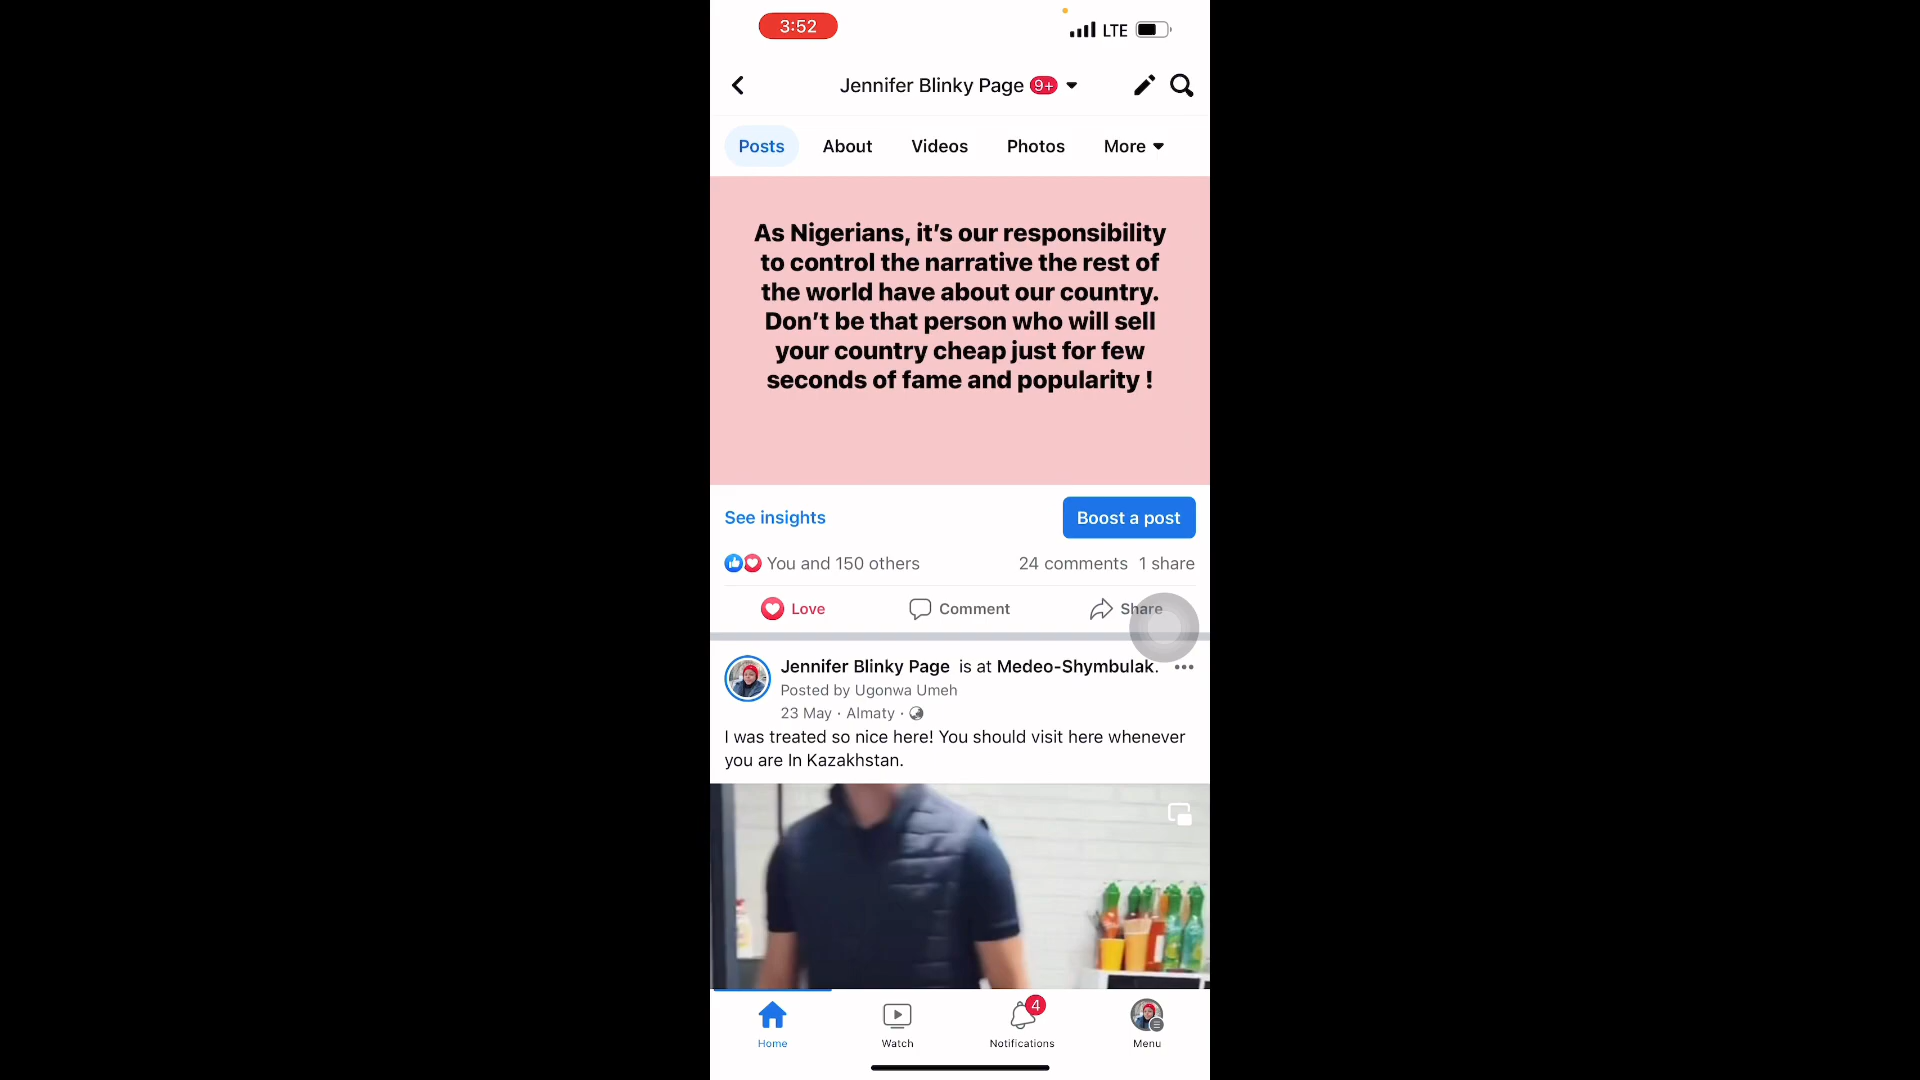 3:52
LTE
Jennifer Blinky Page 9+
Posts About Videos Photos More
As Nigerians, it's our responsibility
to control the narrative the rest of
the world have about our country.
Don't be that person who will sell
your country cheap just for few
seconds of fame and popularity !
See insights
Boost a post
You and 150 others
24 comments 1 share
Love Comment Share
Jennifer Blinky Page is at Medeo-Shymbulak.
Posted by Ugonwa Umeh
23 May · Almaty ·
I was treated so nice here! You should visit here whenever
you are In Kazakhstan.
4
Home Watch Notifications Menu